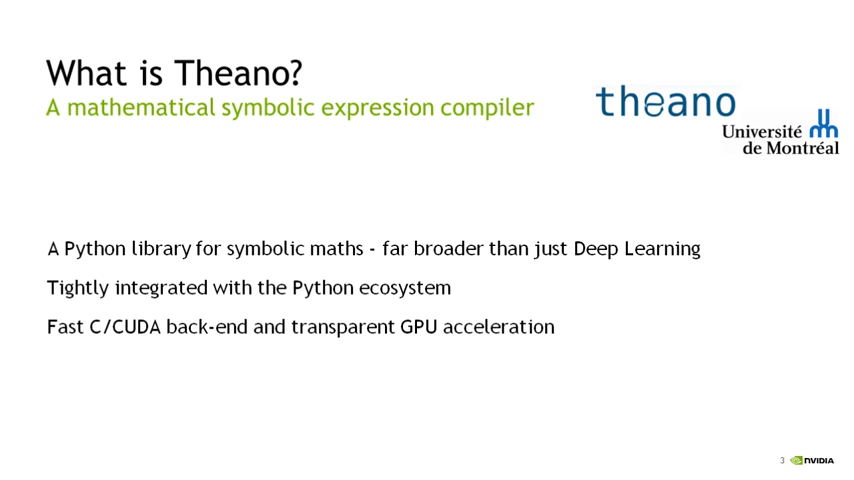 What is Theano?
A mathematical symbolic expression compiler
theano
Université
de Montréal
A Python library for symbolic maths - far broader than just Deep Learning
Tightly integrated with the Python ecosystem
Fast C/CUDA back-end and transparent GPU acceleration
3
NVIDIA